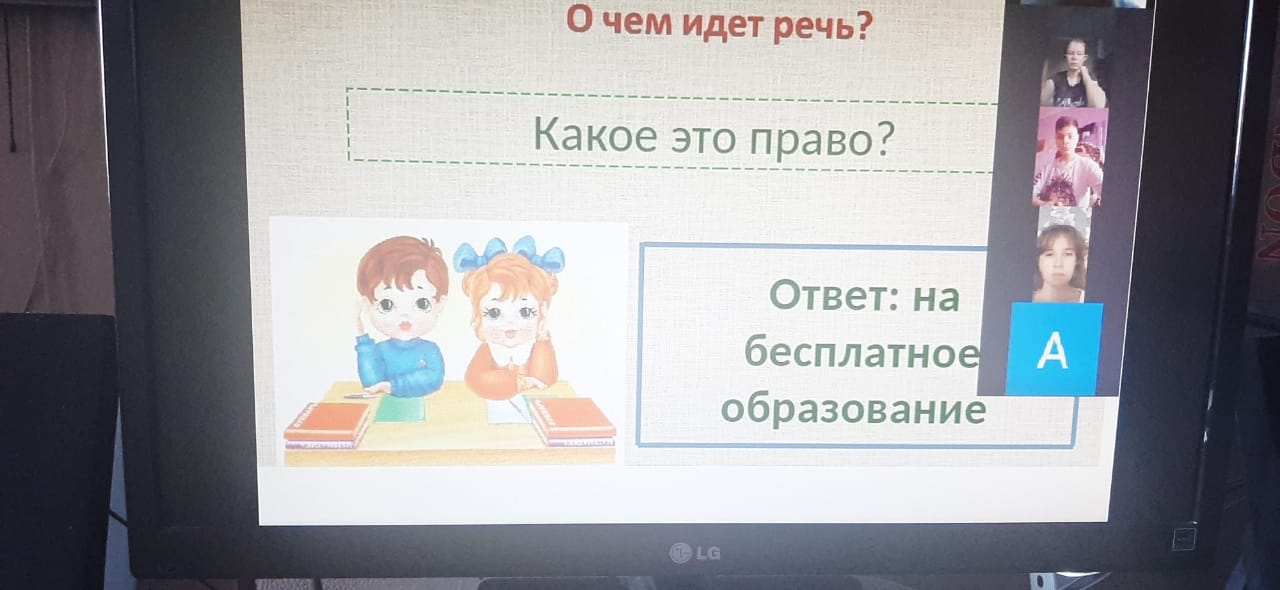 О чем идет речь?
Какое это право?
Ответ: на
бесплатное
образование
A
LG